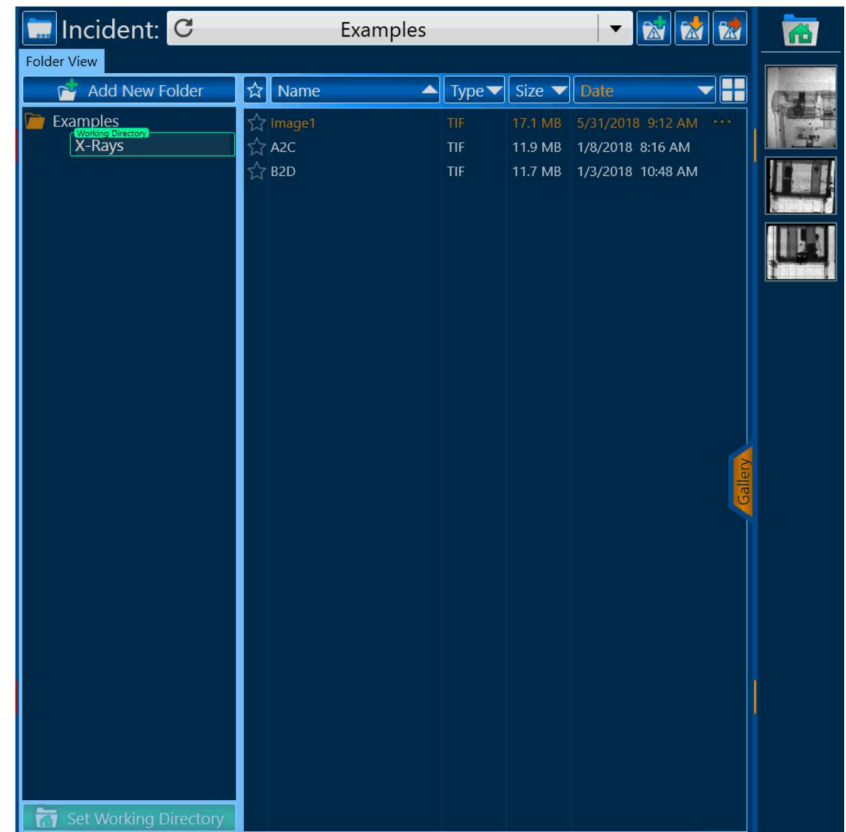 Incident: Examples
Folder View
Add New Folder
Name Type Size Date
Examples
Working Directory
X-Rays
Image1 TIF 17.1 MB 5/31/2018 9:12 AM ...
A2C TIF 11.9 MB 1/8/2018 8:16 AM
B2D TIF 11.7 MB 1/3/2018 10:48 AM
Gallery
Set Working Directory